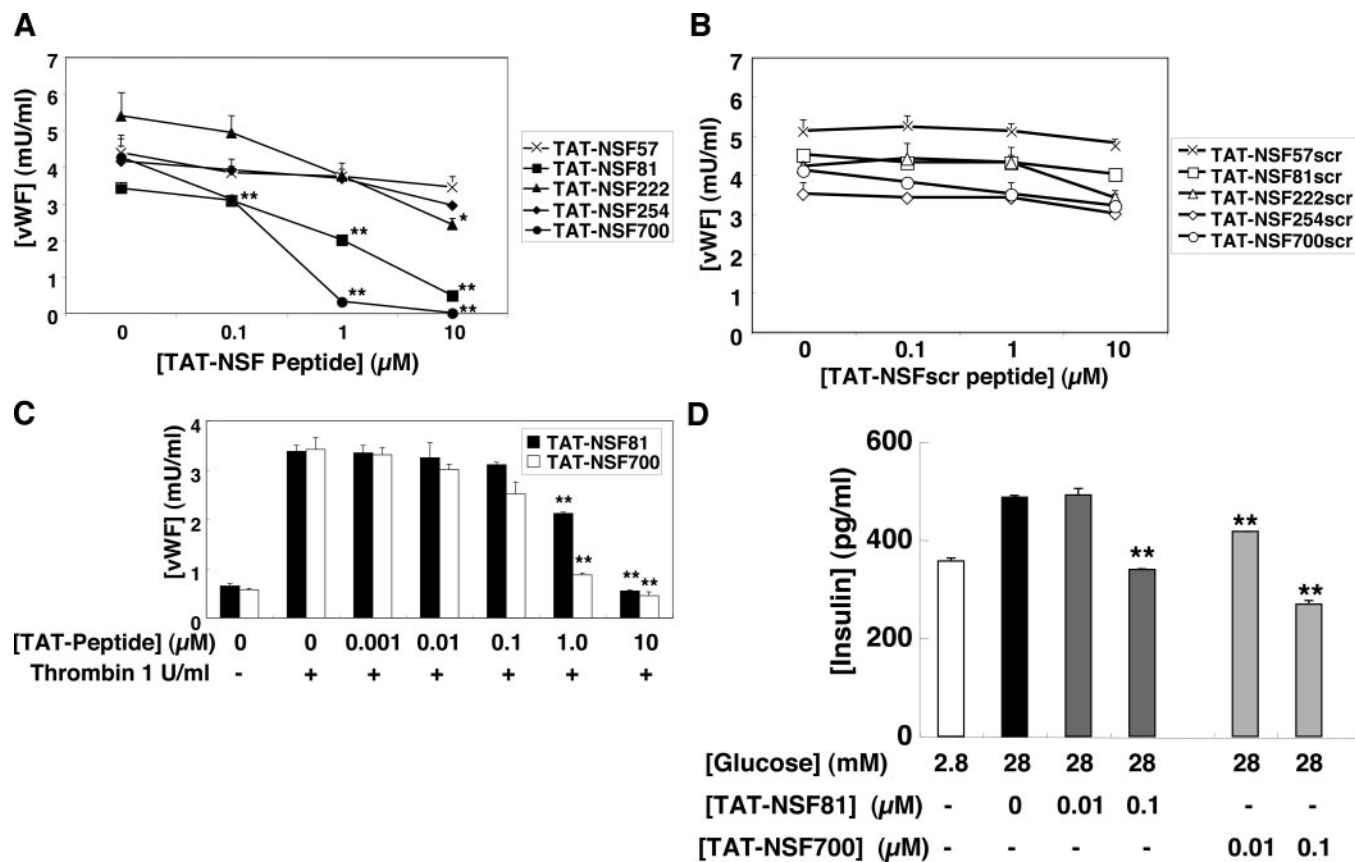 A
7
6
5
4
3
2
1
0
[vWF] (mU/ml)
**
**
**
*
**
**
0 0.1 1 10
[TAT-NSF Peptide] (µM)
TAT-NSF57
TAT-NSF81
TAT-NSF222
TAT-NSF254
TAT-NSF700
B
7
6
5
4
3
2
1
0
[vWF] (mU/ml)
0 0.1 1 10
[TAT-NSFscr peptide] (µM)
TAT-NSF57scr
TAT-NSF81scr
TAT-NSF222scr
TAT-NSF254scr
TAT-NSF700scr
C
4
3
2
1
0
[vWF] (mU/ml)
TAT-NSF81
TAT-NSF700
**
**
** **
[TAT-Peptide] (µM) 0 0 0.001 0.01 0.1 1.0 10
Thrombin 1 U/ml - + + + + + +
D
600
400
200
0
[Insulin] (pg/ml)
**
**
**
[Glucose] (mM) 2.8 28 28 28 28 28
[TAT-NSF81] (µM) - 0 0.01 0.1 - -
[TAT-NSF700] (µM) - - - - 0.01 0.1